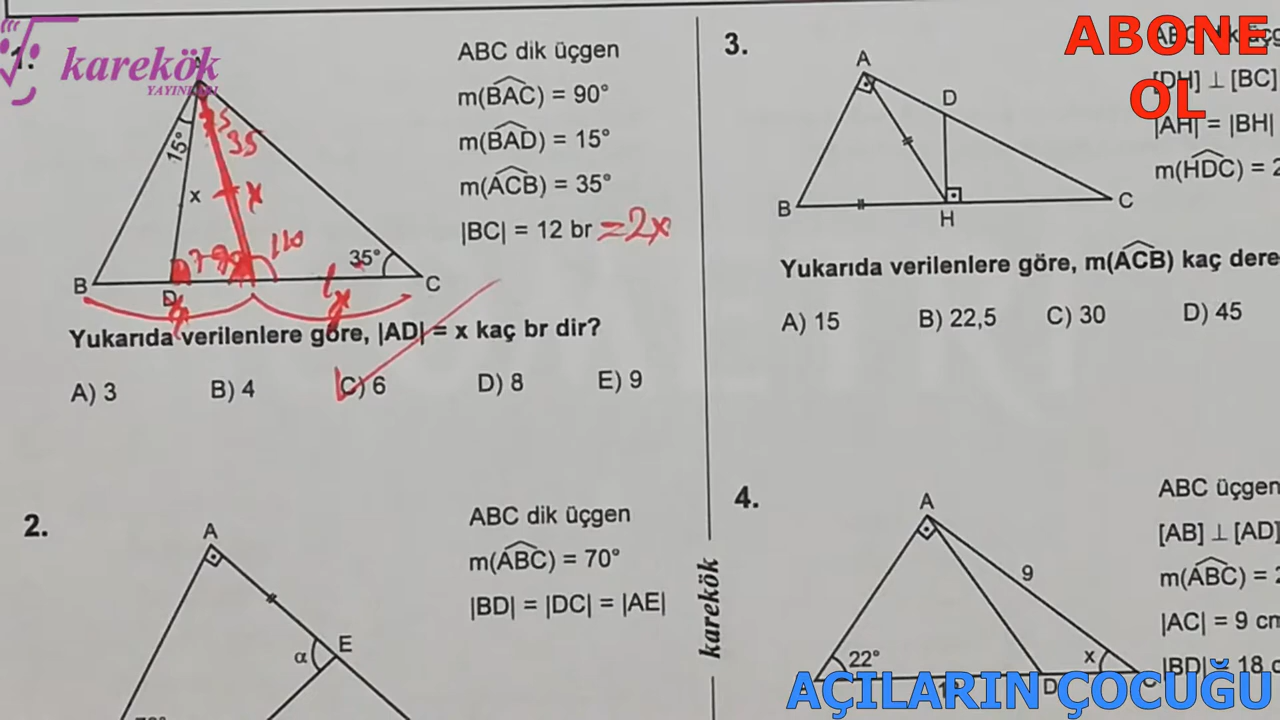 karekök
YAYINLARI
1.
ABC dik üçgen
m(BAC) = 90°
m(BAD) = 15°
m(ACB) = 35°
|BC| = 12 br =2x
15°
35
x
x
70
110
35°
B
D
C
x
x
Yukarıda verilenlere göre, |AD| = x kaç br dir?
A) 3 B) 4 C) 6 D) 8 E) 9
2.
ABC dik üçgen
m(ABC) = 70°
|BD| = |DC| = |AE|
A
α
E
karekök
3.
ABONE
OL
[DH] ⊥ [BC]
|AH| = |BH|
m(HDC) = 2
A
D
B
H
C
Yukarıda verilenlere göre, m(ACB) kaç dere
A) 15 B) 22,5 C) 30 D) 45
4.
ABC üçgen
[AB] ⊥ [AD]
m(ABC) = 2
|AC| = 9 cm
|BD| = 18 c
A
9
22°
x
D
AÇILARIN ÇOCUĞU